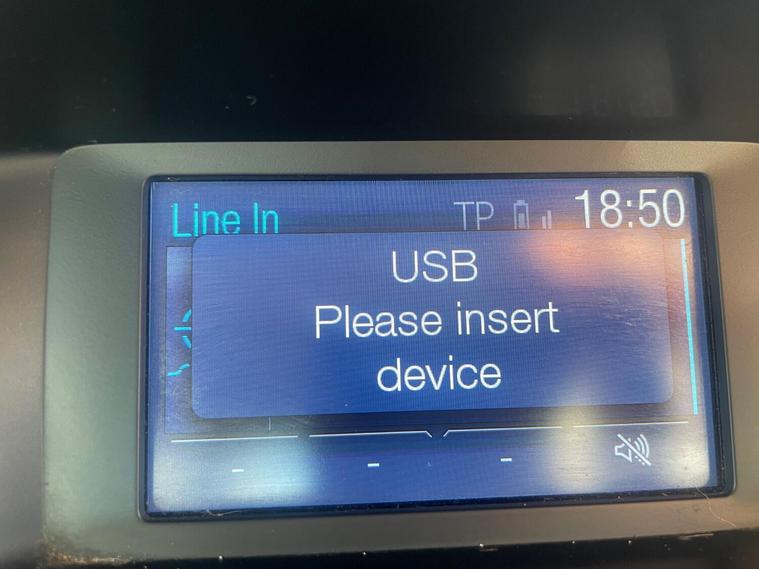 Line In TP 18:50
USB
Please insert
device
- - -